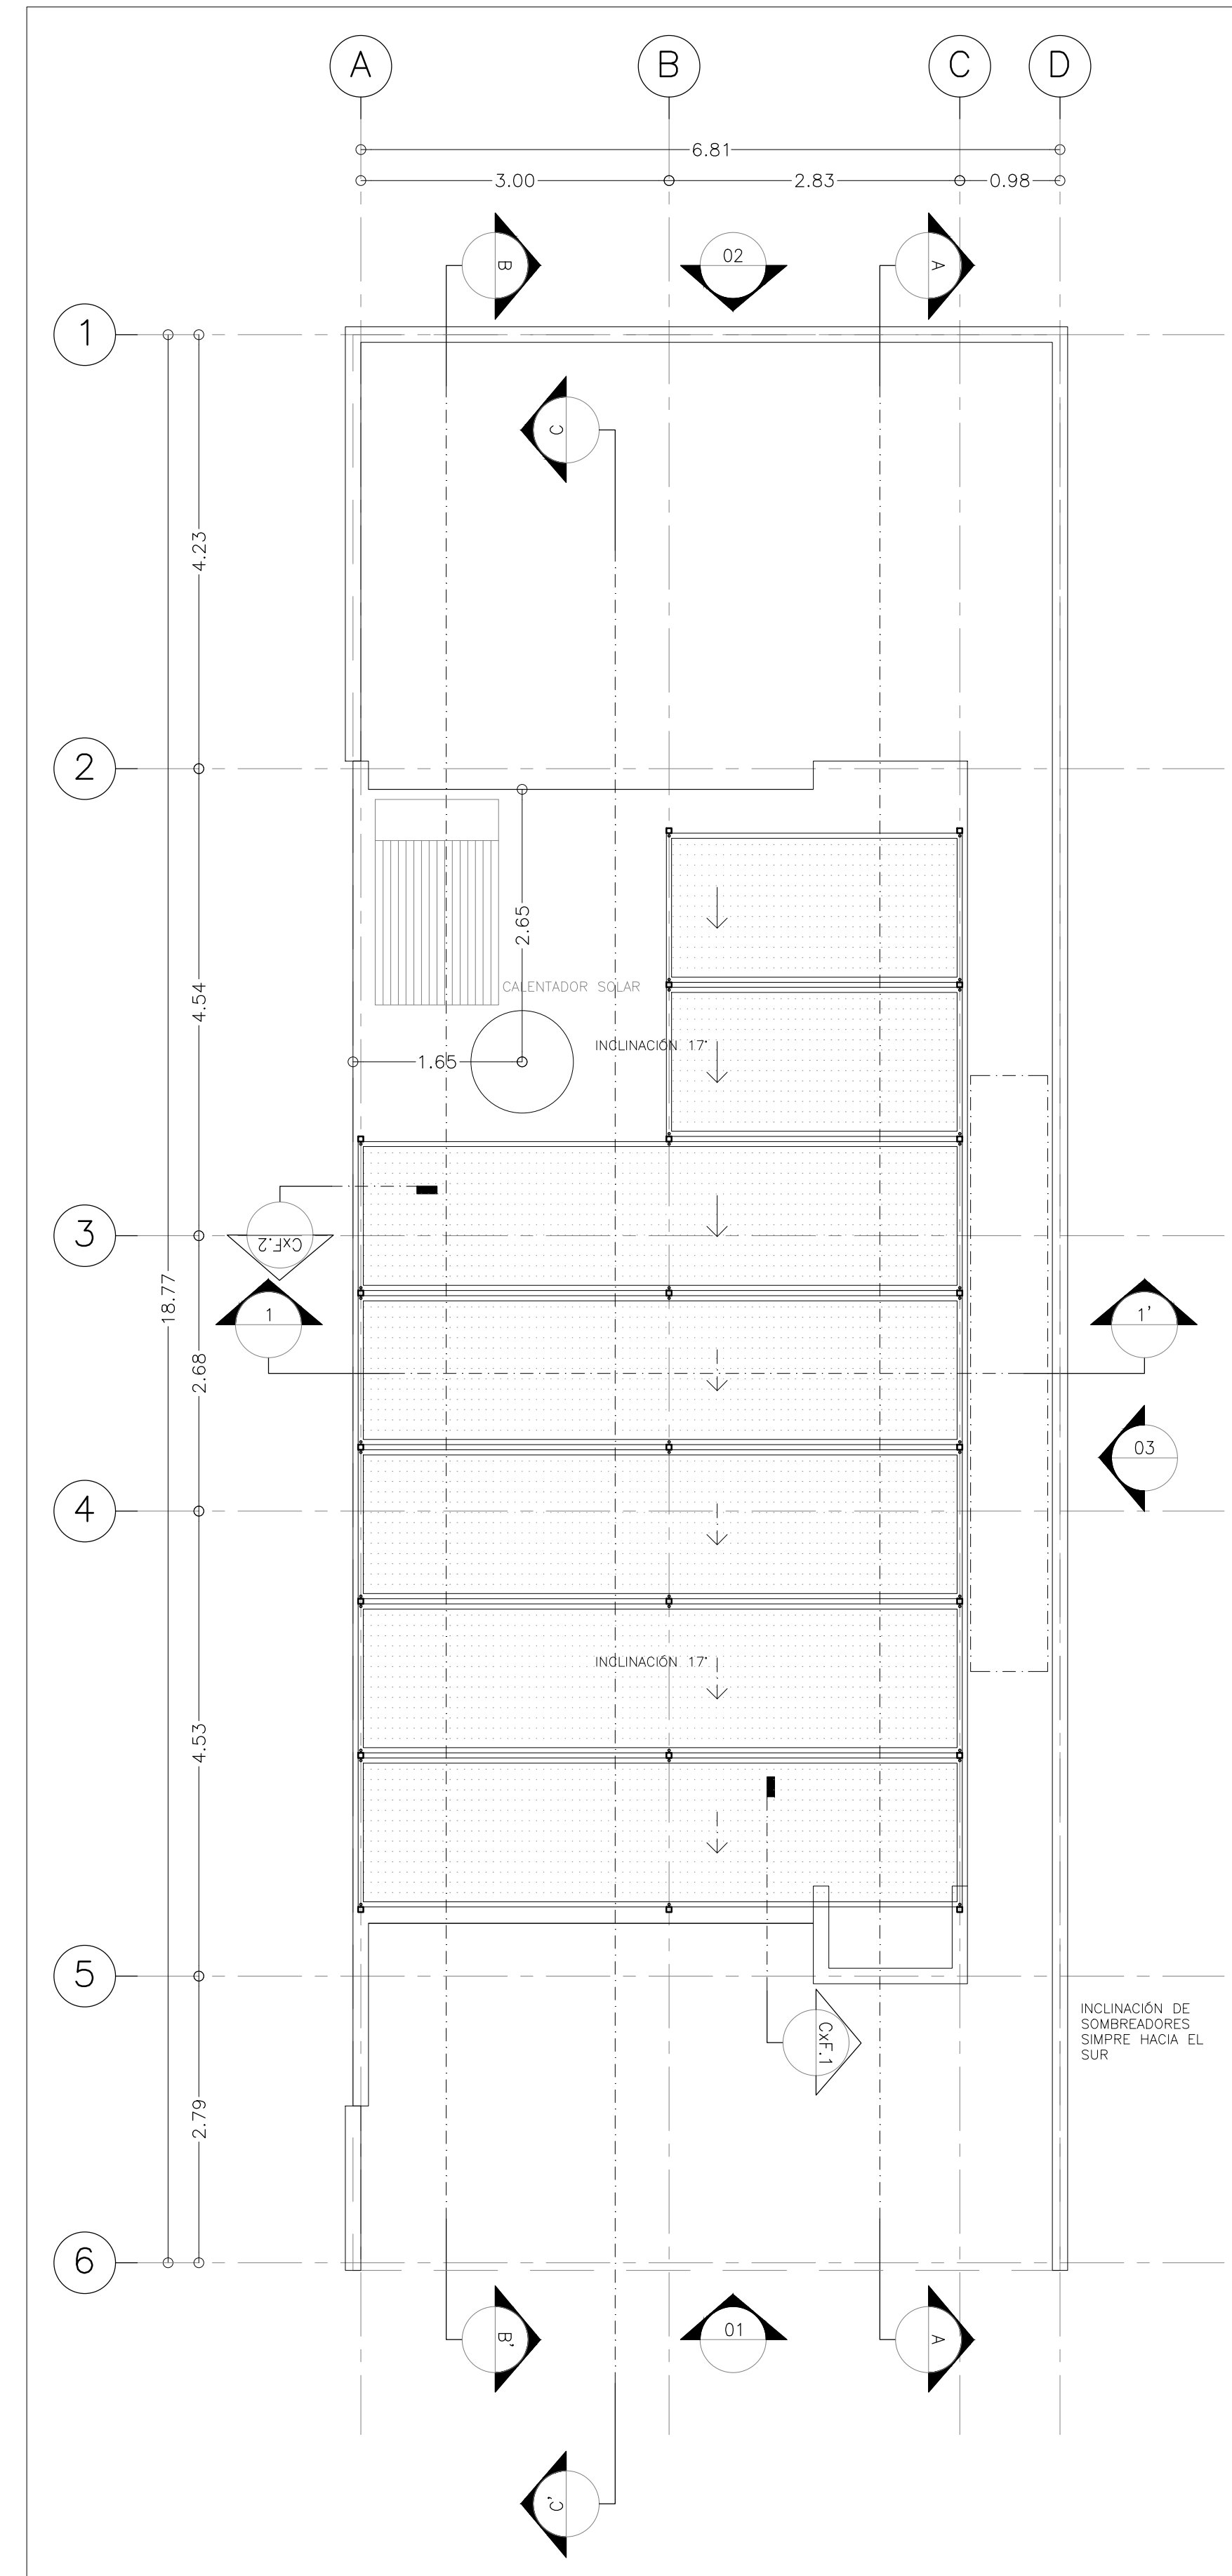 A
B
C
D
6.81
3.00
2.83
0.98
B
02
A
1
C
4.23
2
2.65
4.54
CALENTADOR SOLAR
INCLINACIÓN 17°
1.65
3
CxF.2
18.77
1
1'
2.68
03
4
INCLINACIÓN 17°
4.53
5
INCLINACIÓN DE
SOMBREADORES
SIMPRE HACIA EL
SUR
CxF.1
2.79
6
B'
01
A
C'